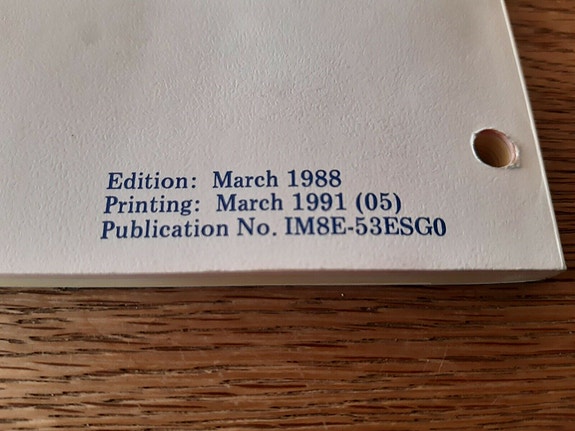 Edition: March 1988
Printing: March 1991 (05)
Publication No. IM8E-53ESG0